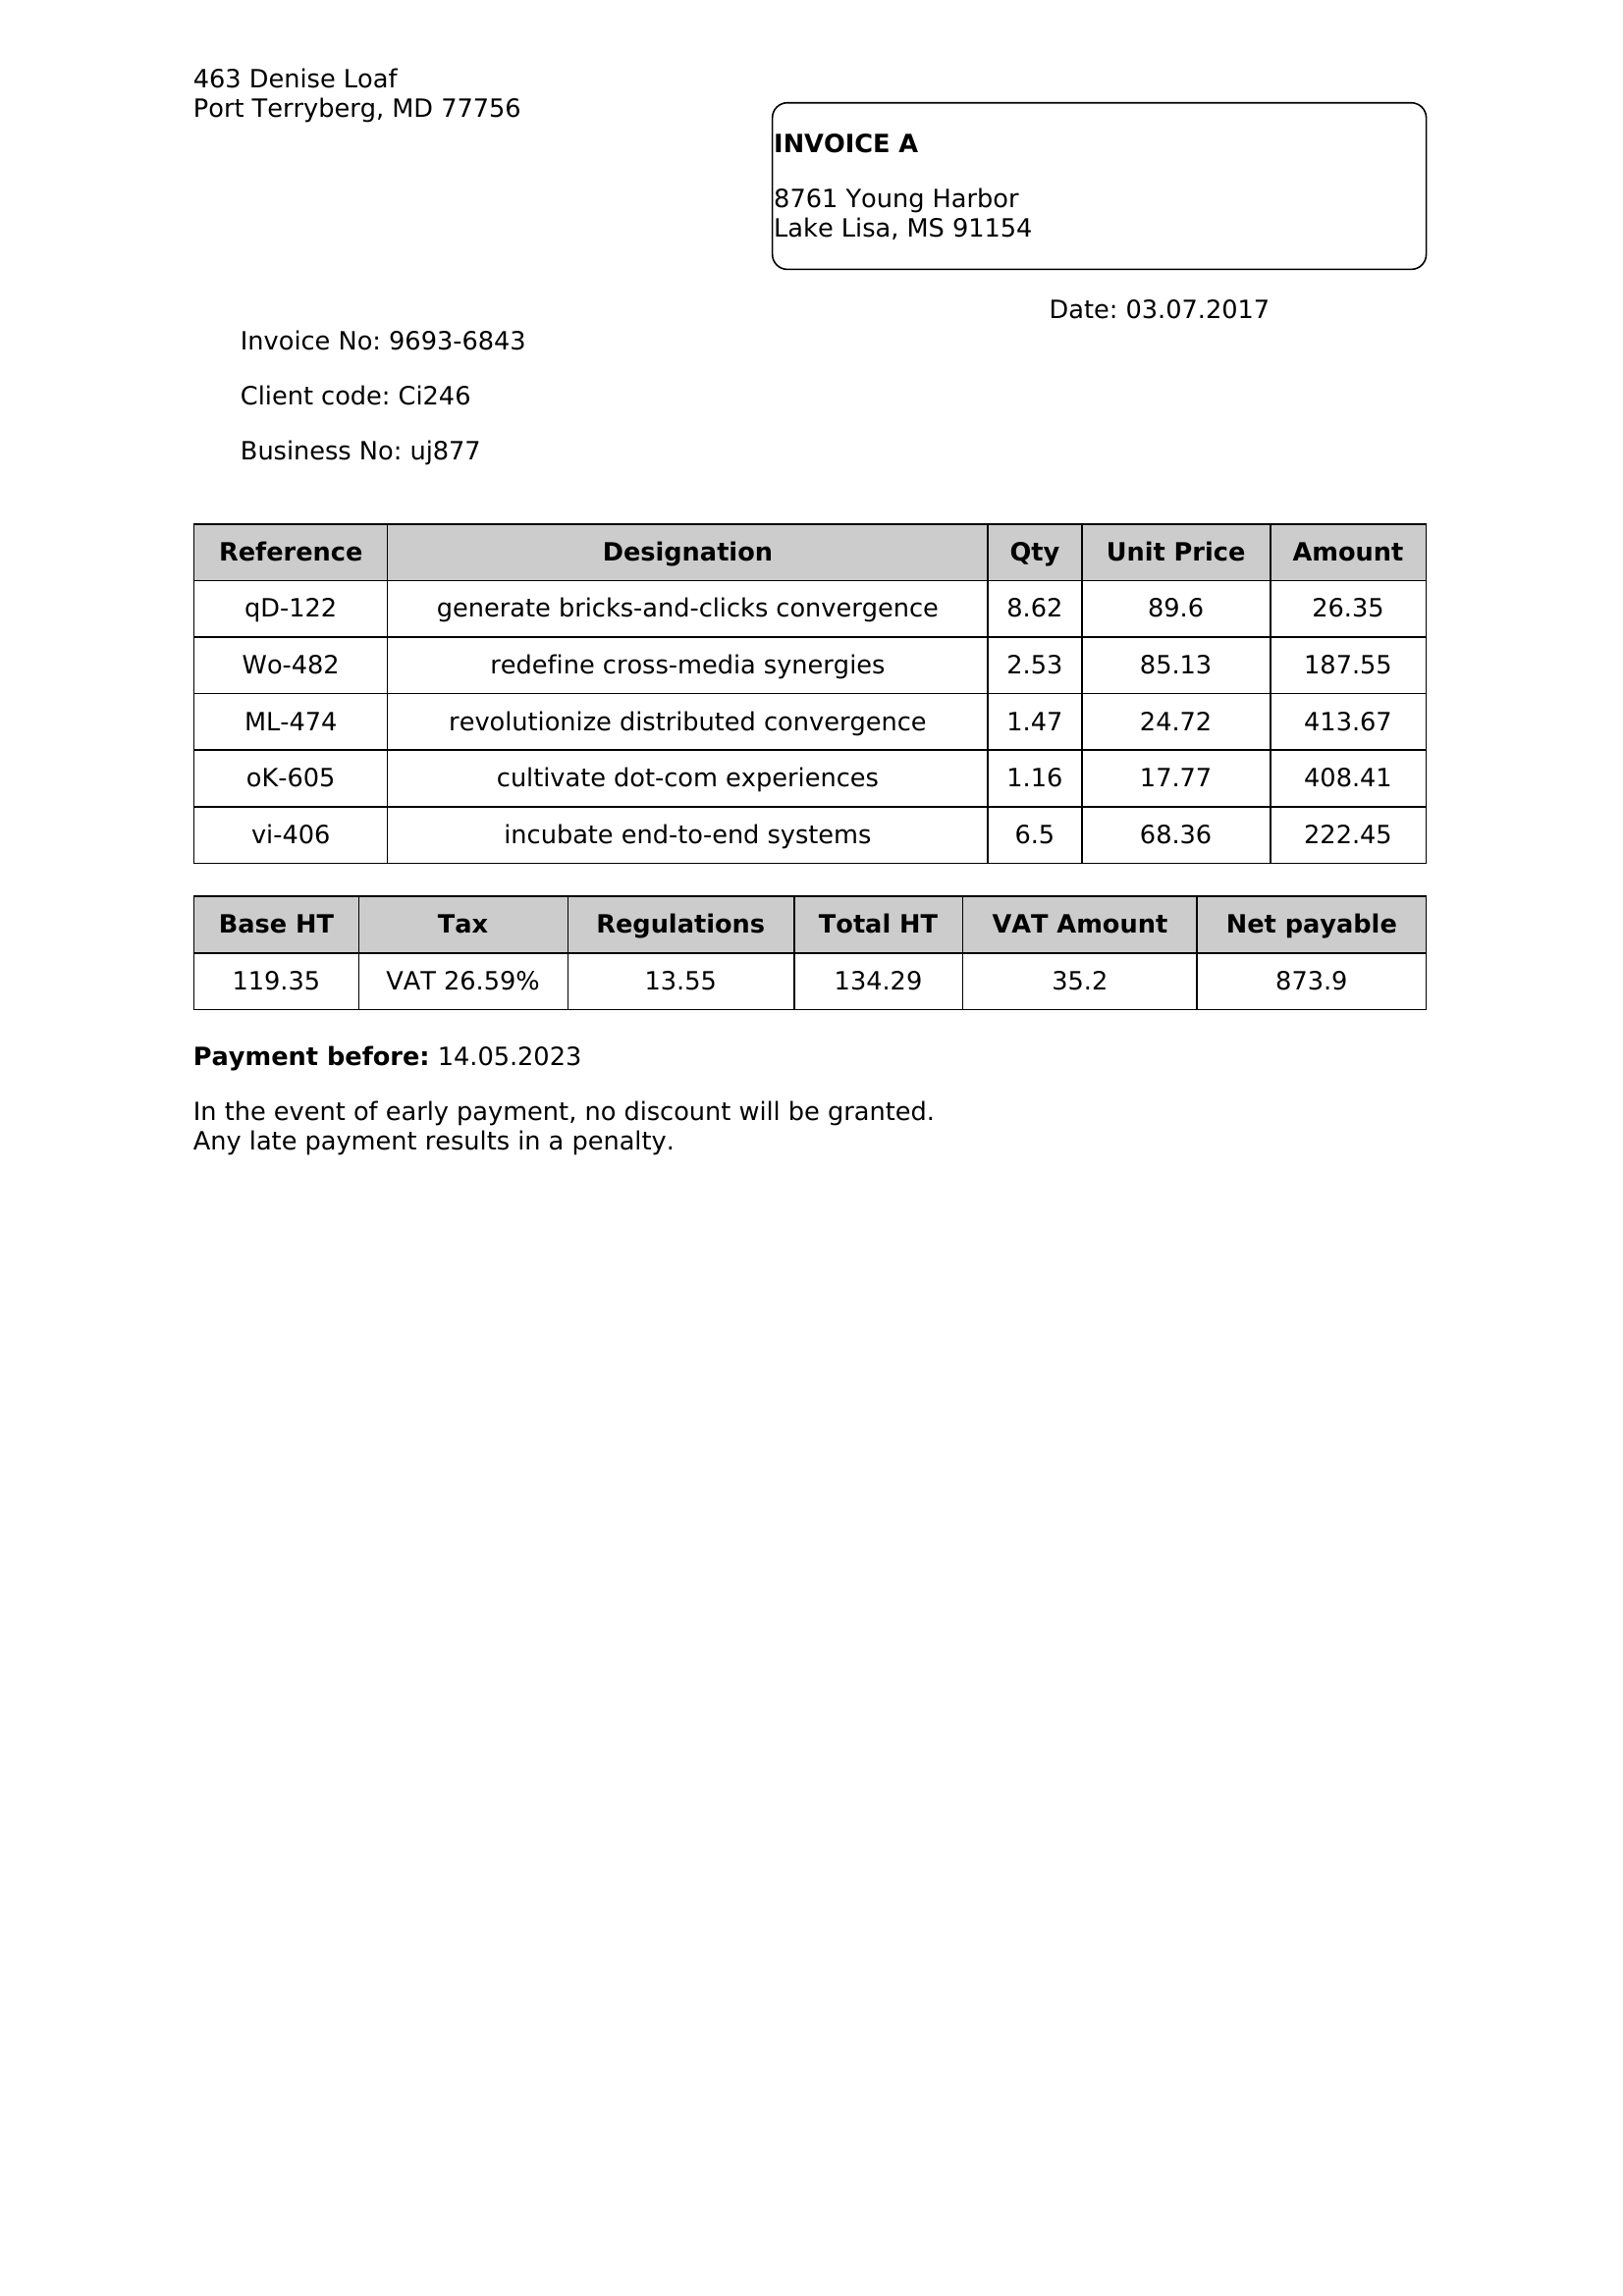 463 Denise Loaf
Port Terryberg, MD 77756
INVOICE A
8761 Young Harbor
Lake Lisa, MS 91154
Date: 03.07.2017
Invoice No: 9693-6843
Client code: Ci246
Business No: uj877
Reference Designation Qty Unit Price Amount
qD-122 generate bricks-and-clicks convergence 8.62 89.6 26.35
Wo-482 redefine cross-media synergies 2.53 85.13 187.55
ML-474 revolutionize distributed convergence 1.47 24.72 413.67
oK-605 cultivate dot-com experiences 1.16 17.77 408.41
vi-406 incubate end-to-end systems 6.5 68.36 222.45
Base HT Tax Regulations Total HT VAT Amount Net payable
119.35 VAT 26.59% 13.55 134.29 35.2 873.9
Payment before: 14.05.2023
In the event of early payment, no discount will be granted.
Any late payment results in a penalty.